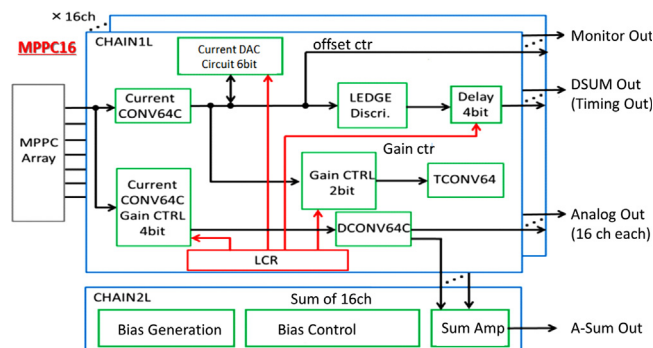 × 16ch
MPPC16
CHAIN1L
Current DAC
Circuit 6bit
offset ctr
Monitor Out
DSUM Out
(Timing Out)
MPPC
Array
Current
CONV64C
LEDGE
Discri.
Delay
4bit
Gain ctr
Current
CONV64C
Gain CTRL
4bit
Gain CTRL
2bit
TCONV64
DCONV64C
Analog Out
(16 ch each)
LCR
CHAIN2L
Sum of 16ch
Bias Generation
Bias Control
Sum Amp
A-Sum Out